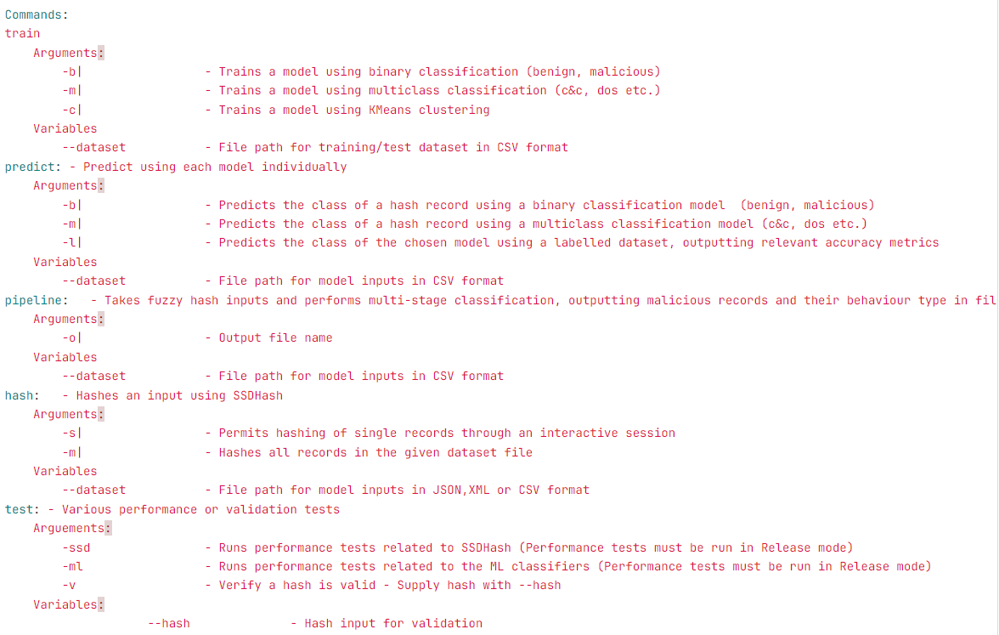 Commands:
train
    Arguments:
        -b|                 - Trains a model using binary classification (benign, malicious)
        -m|                 - Trains a model using multiclass classification (c&c, dos etc.)
        -c|                 - Trains a model using KMeans clustering
    Variables
        --dataset           - File path for training/test dataset in CSV format
predict: - Predict using each model individually
    Arguments:
        -b|                 - Predicts the class of a hash record using a binary classification model  (benign, malicious)
        -m|                 - Predicts the class of a hash record using a multiclass classification model (c&c, dos etc.)
        -l|                 - Predicts the class of the chosen model using a labelled dataset, outputting relevant accuracy metrics
    Variables
        --dataset           - File path for model inputs in CSV format
pipeline:   - Takes fuzzy hash inputs and performs multi-stage classification, outputting malicious records and their behaviour type in fil
    Arguments:
        -o|                 - Output file name
    Variables
        --dataset           - File path for model inputs in CSV format
hash:   - Hashes an input using SSDHash
    Arguments:
        -s|                 - Permits hashing of single records through an interactive session
        -m|                 - Hashes all records in the given dataset file
    Variables
        --dataset           - File path for model inputs in JSON,XML or CSV format
test: - Various performance or validation tests
    Arguements:
        -ssd                - Runs performance tests related to SSDHash (Performance tests must be run in Release mode)
        -ml                 - Runs performance tests related to the ML classifiers (Performance tests must be run in Release mode)
        -v                  - Verify a hash is valid - Supply hash with --hash
    Variables:
                    --hash              - Hash input for validation